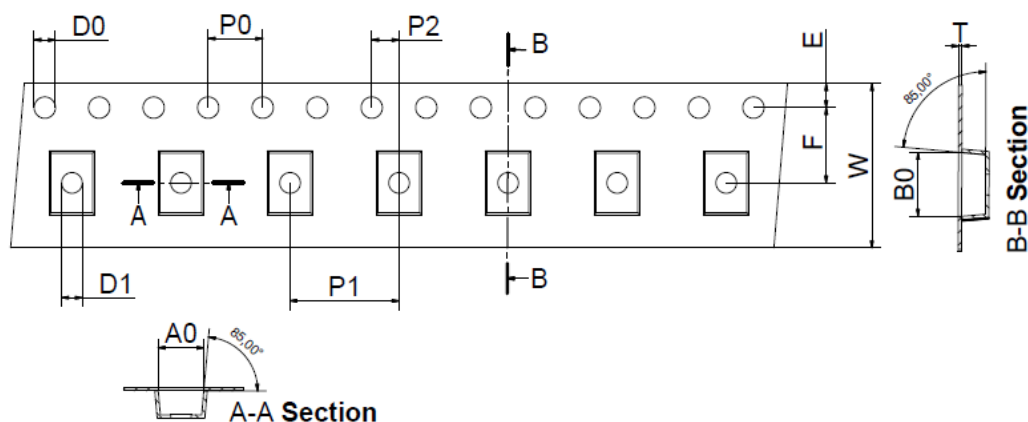 D0
P0
P2
B
E
T
85,00°
F
W
B0
B-B Section
A
A
D1
P1
B
A0
85,00°
A-A Section